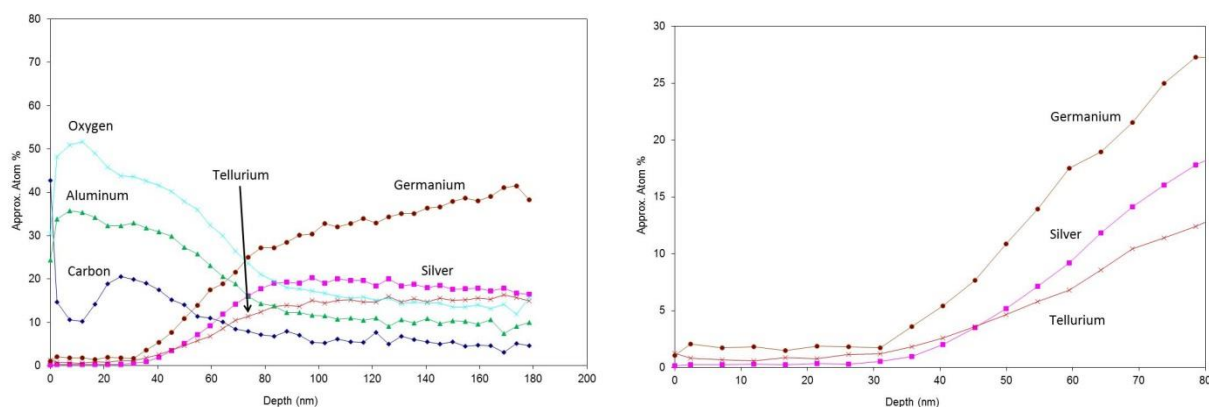 80
70
60
50
40
30
20
10
0
Approx. Atom %
Oxygen
Aluminum
Carbon
Tellurium
Germanium
Silver
0 20 40 60 80 100 120 140 160 180 200
Depth (nm)
30
25
20
15
10
5
0
Approx. Atom %
Germanium
Silver
Tellurium
0 10 20 30 40 50 60 70 80
Depth (nm)